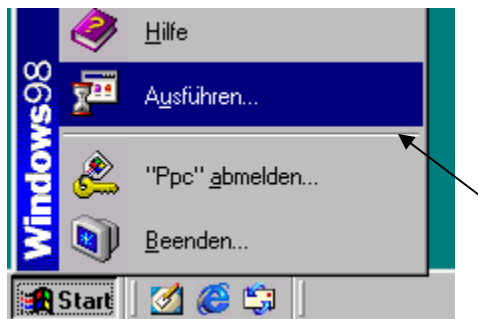 Windows98
Hilfe
Ausführen...
"Ppc" abmelden...
Beenden...
Start